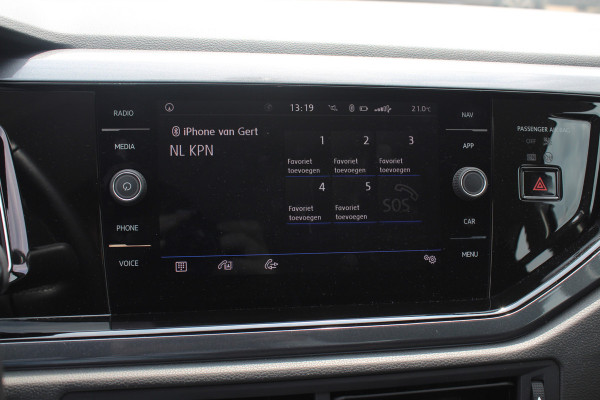 RADIO
MEDIA
PHONE
VOICE
13:19
21.0°C
iPhone van Gert
NL KPN
1
2
3
Favoriet toevoegen
Favoriet toevoegen
Favoriet toevoegen
4
5
Favoriet toevoegen
Favoriet toevoegen
SOS
NAV
APP
CAR
MENU
PASSENGER
OFF